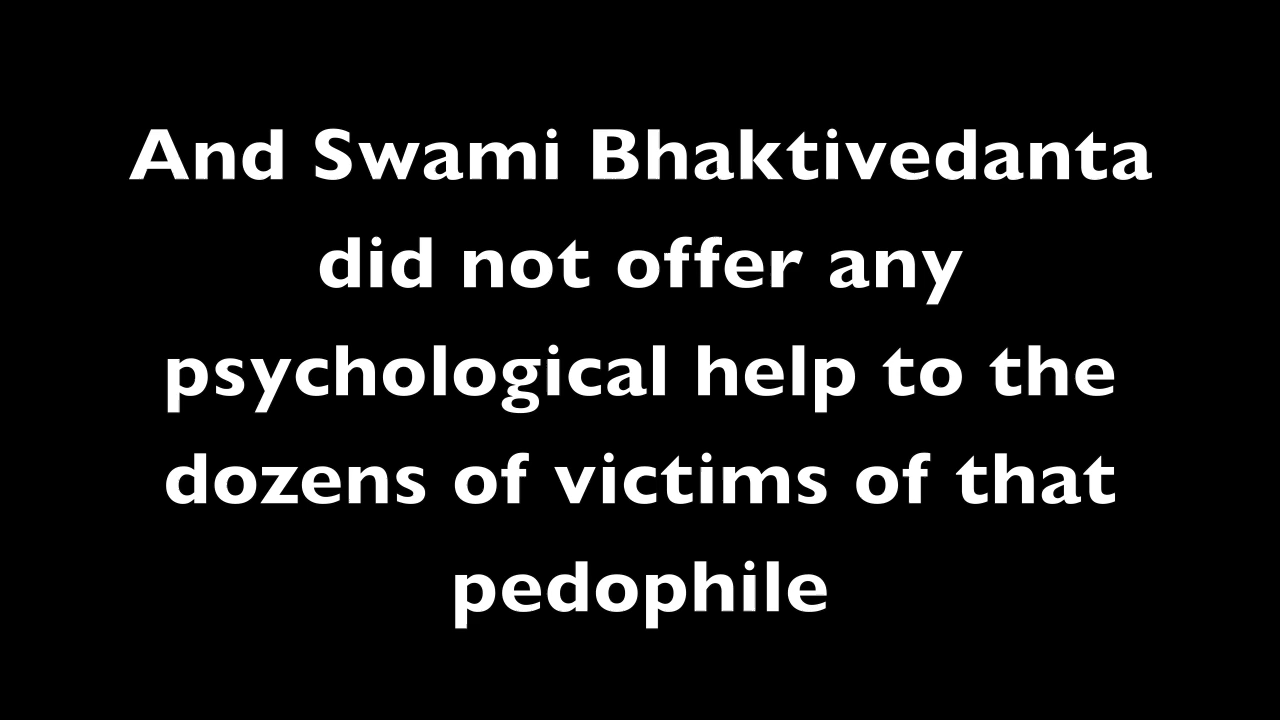 And Swami Bhaktivedanta
did not offer any
psychological help to the
dozens of victims of that
pedophile